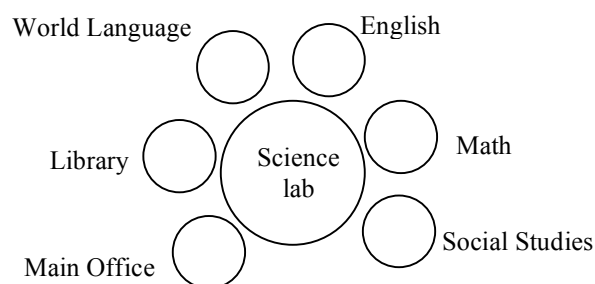 World Language
English
Library
Science
lab
Math
Main Office
Social Studies